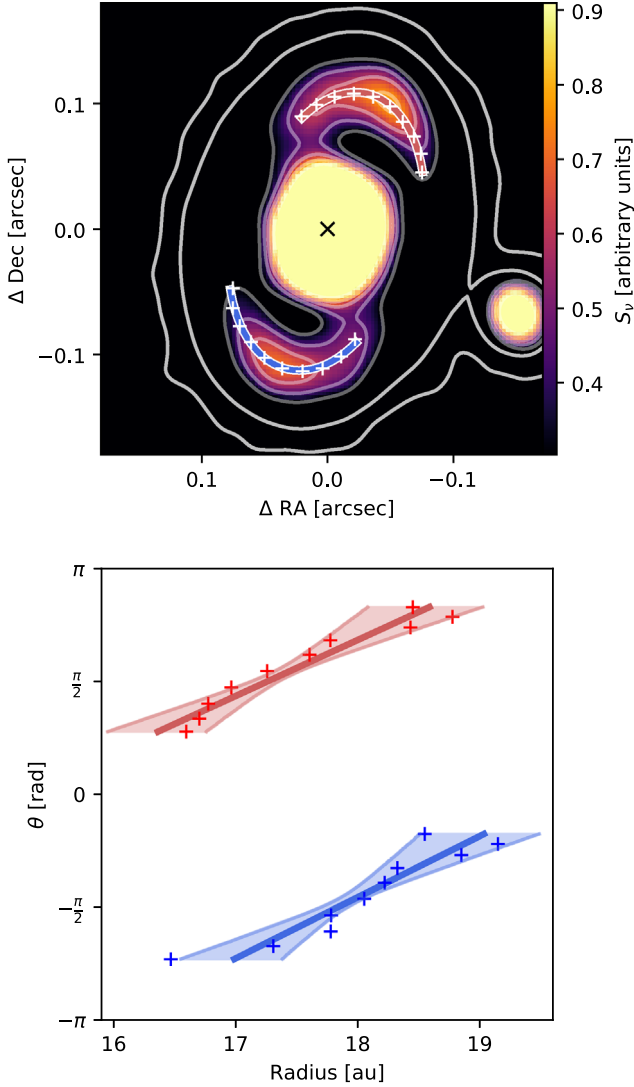 0.1
0.0
−0.1
Δ Dec [arcsec]
0.1
0.0
−0.1
Δ RA [arcsec]
0.9
0.8
0.7
0.6
0.5
0.4
S_ν [arbitrary units]
π
π/2
0
−π/2
−π
θ [rad]
16
17
18
19
Radius [au]